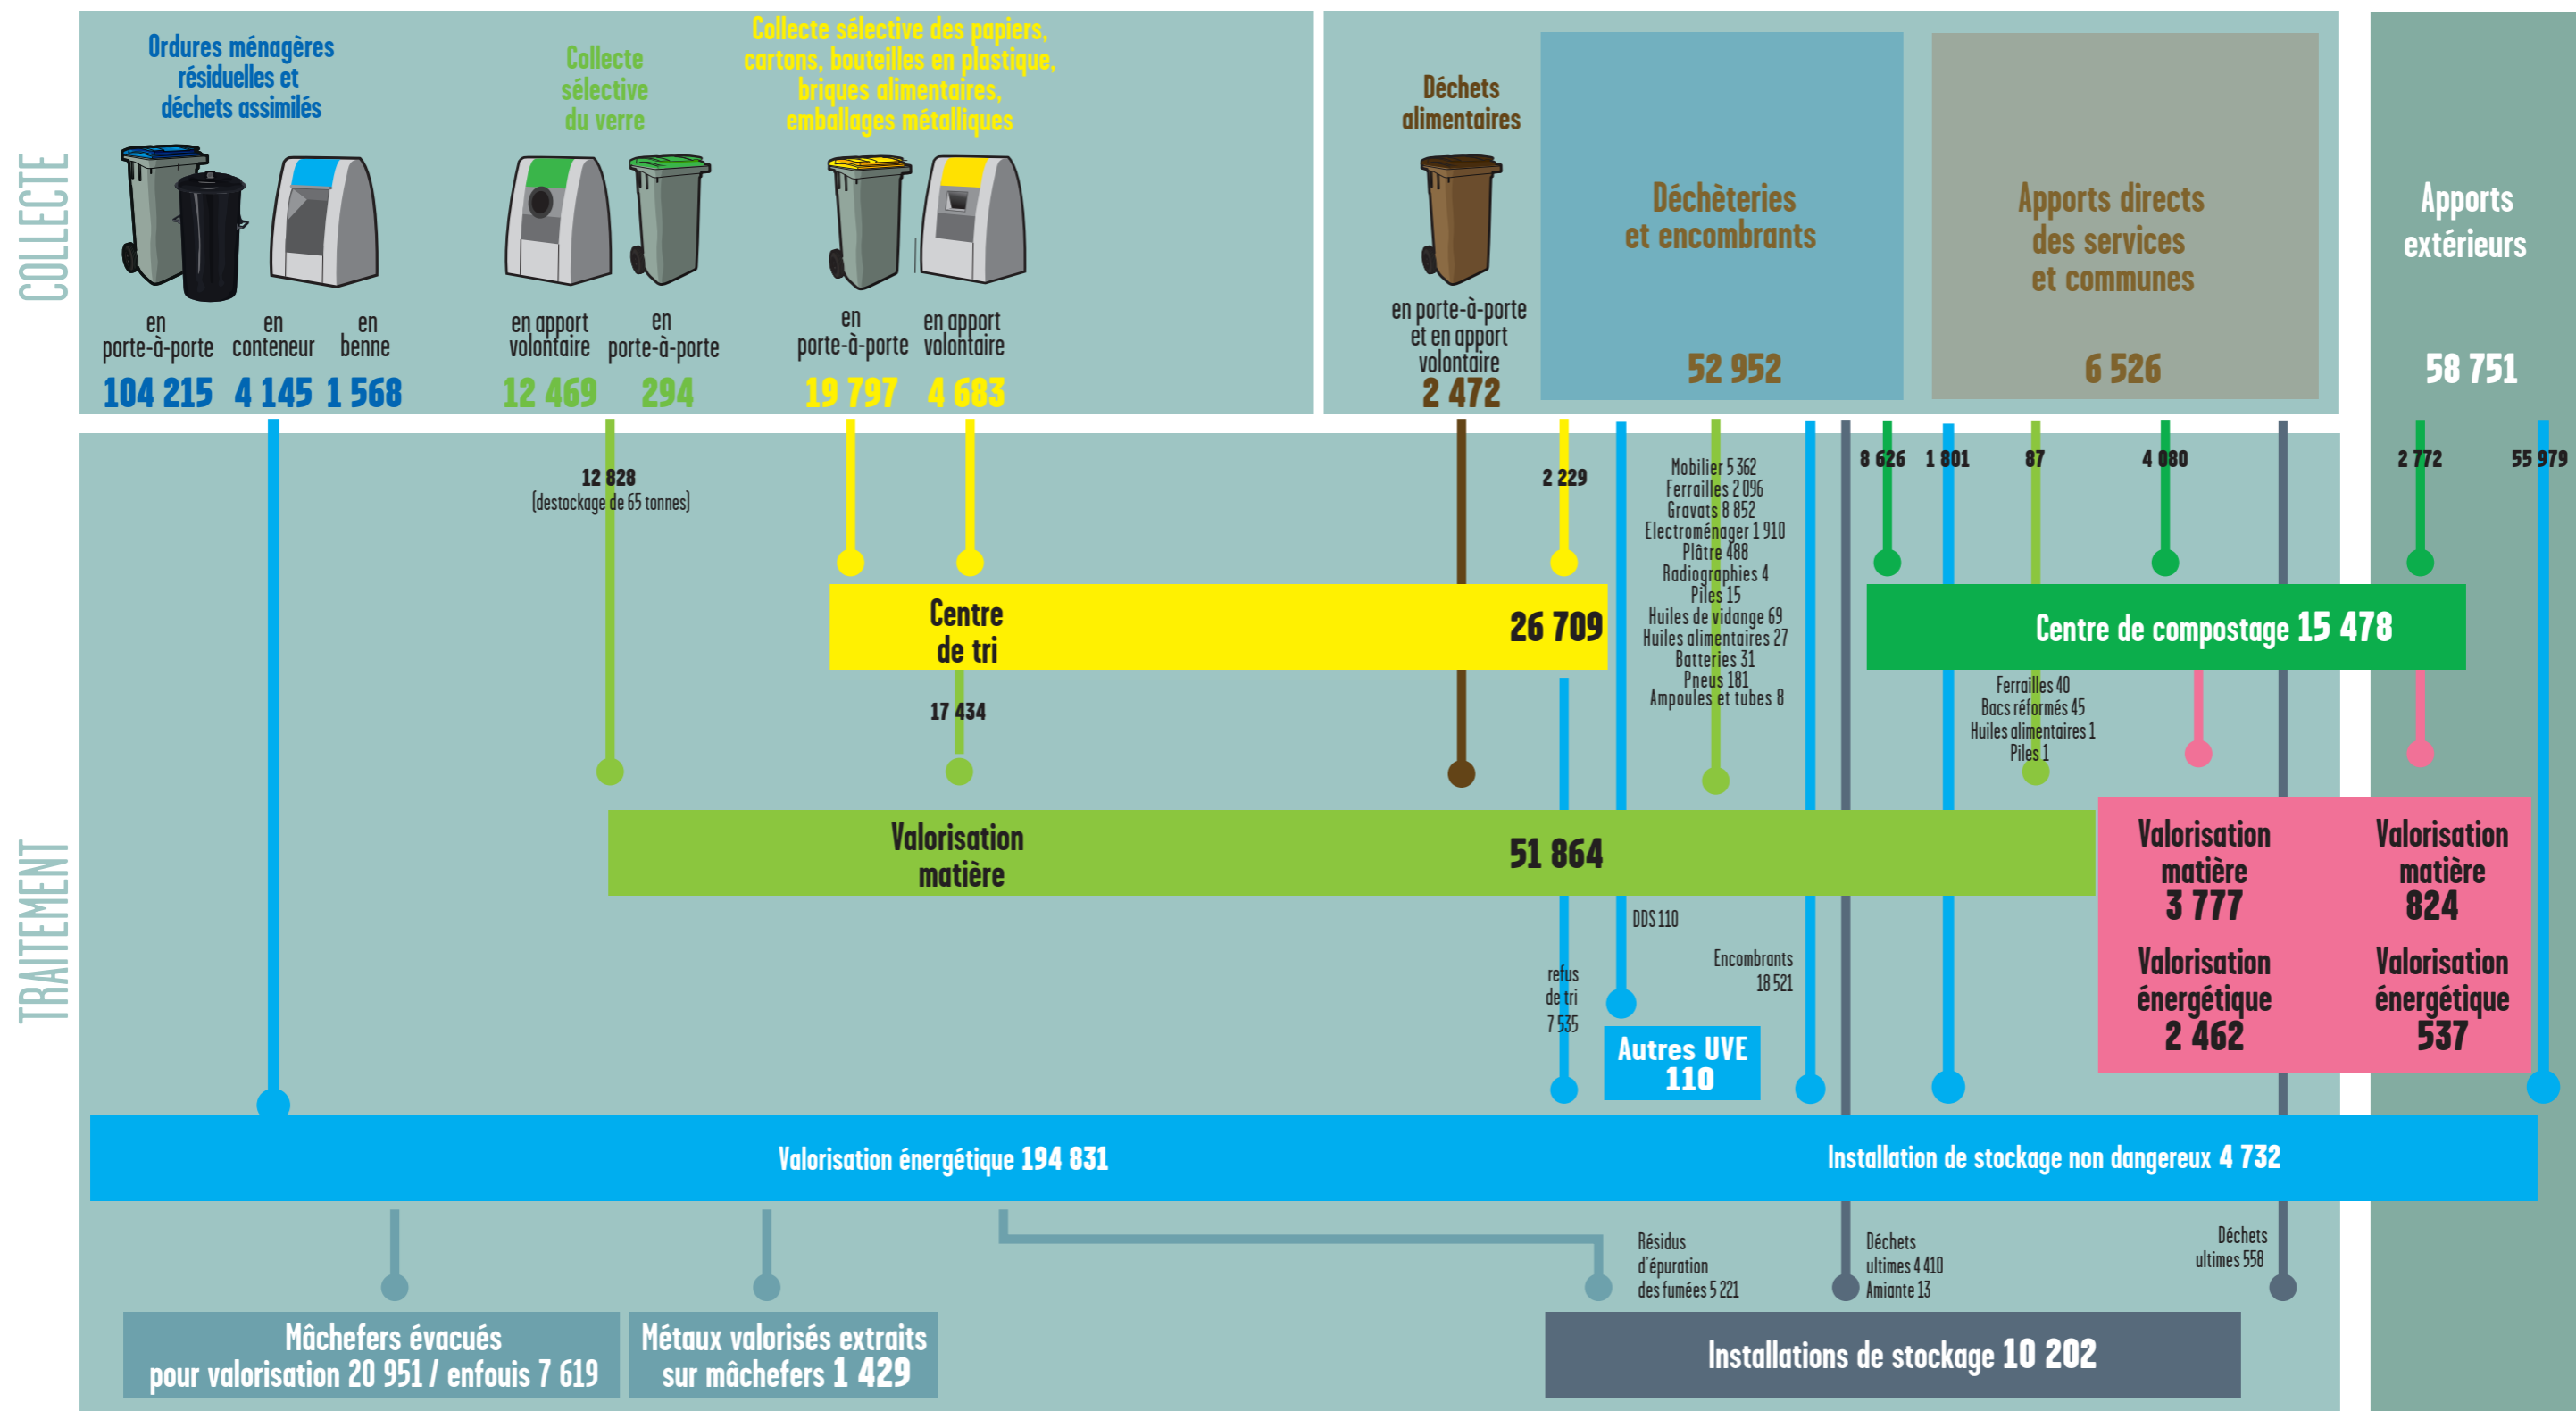 COLLECTE
Ordures ménagères
résiduelles et
déchets assimilés
en
porte-à-porte
104 215
en
conteneur
4 145
en
benne
1 568
Collecte
sélective
du verre
en apport
volontaire
12 469
en
porte-à-porte
294
Collecte sélective des papiers,
cartons, bouteilles en plastique,
briques alimentaires,
emballages métalliques
en
porte-à-porte
19 797
en apport
volontaire
4 683
Déchets
alimentaires
en porte-à-porte
et en apport
volontaire
2 472
Déchèteries
et encombrants
52 952
Apports directs
des services
et communes
6 526
Apports
extérieurs
58 751
TRAITEMENT
12 828
(destockage de 65 tonnes)
2 229
Mobilier 5 362
Ferrailles 2 096
Gravats 8 852
Electroménager 1 910
Plâtre 488
Radiographies 4
Piles 15
Huiles de vidange 69
Huiles alimentaires 27
Batteries 31
Pneus 181
Ampoules et tubes 8
8 626
1 801
87
4 080
2 772
55 979
Centre
de tri
26 709
Centre de compostage 15 478
17 434
Ferrailles 40
Bacs réformés 45
Huiles alimentaires 1
Piles 1
Valorisation
matière
51 864
Valorisation
matière
3 777
Valorisation
énergétique
2 462
Valorisation
matière
824
Valorisation
énergétique
537
DDS 110
Encombrants
18 521
refus
de tri
7 535
Autres UVE
110
Valorisation énergétique 194 831
Installation de stockage non dangereux 4 732
Résidus
d'épuration
des fumées 5 221
Déchets
ultimes 4 410
Amiante 13
Déchets
ultimes 558
Mâchefers évacués
pour valorisation 20 951 / enfouis 7 619
Métaux valorisés extraits
sur mâchefers 1 429
Installations de stockage 10 202